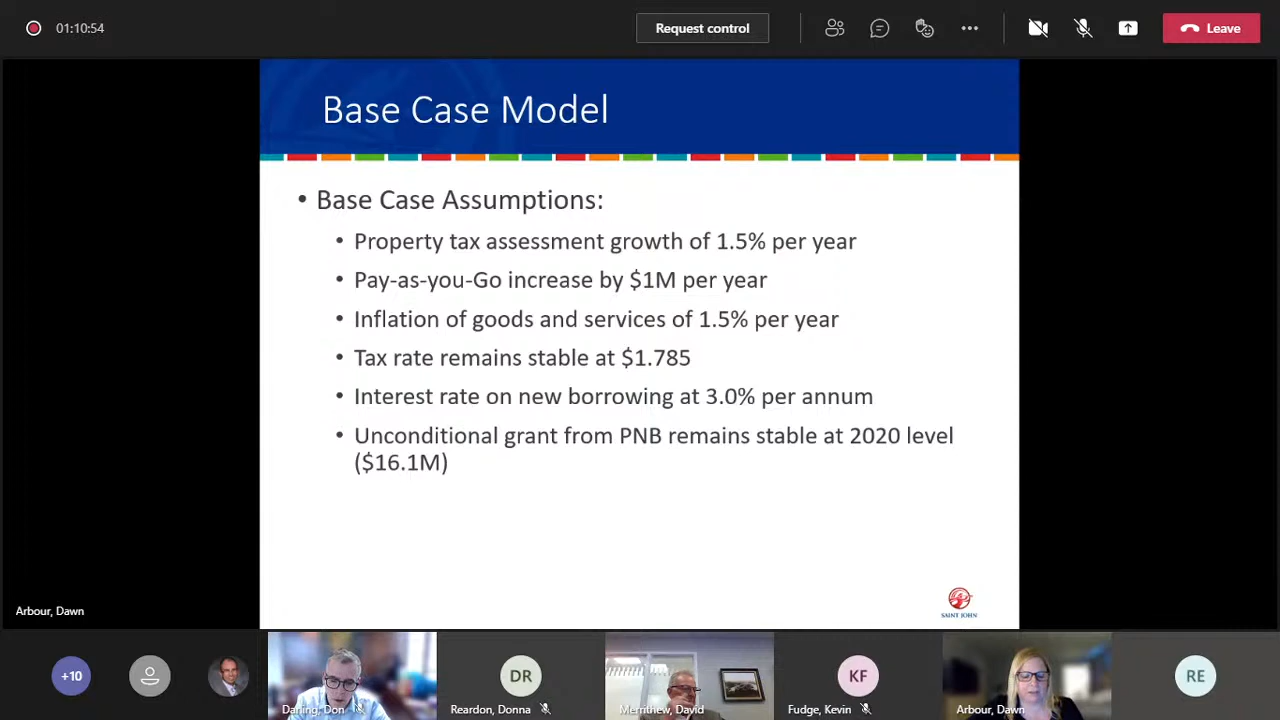 01:10:54
Request control
Leave
Base Case Model
• Base Case Assumptions:
• Property tax assessment growth of 1.5% per year
• Pay-as-you-Go increase by $1M per year
• Inflation of goods and services of 1.5% per year
• Tax rate remains stable at $1.785
• Interest rate on new borrowing at 3.0% per annum
• Unconditional grant from PNB remains stable at 2020 level
($16.1M)
SAINT JOHN
Arbour, Dawn
+10
DR
KF
RE
Darling, Don
Reardon, Donna
Merrithew, David
Fudge, Kevin
Arbour, Dawn